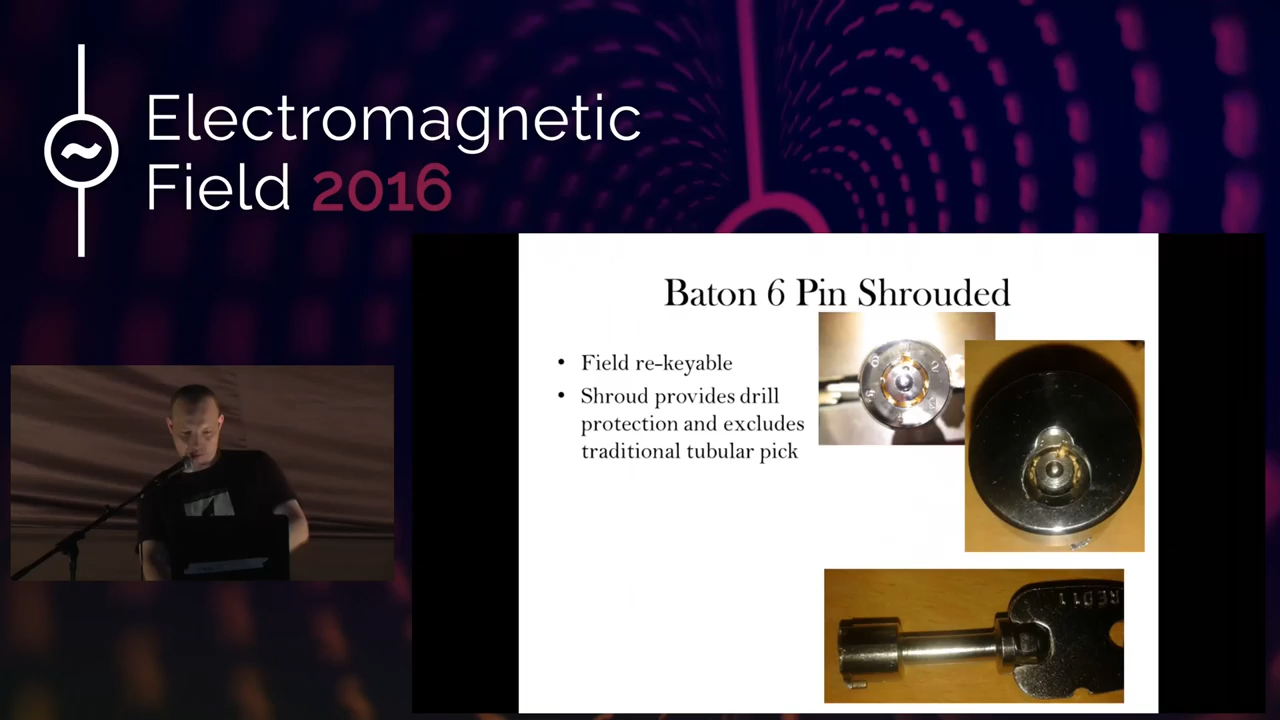 Electromagnetic
Field 2016
Baton 6 Pin Shrouded
• Field re-keyable
• Shroud provides drill
protection and excludes
traditional tubular pick